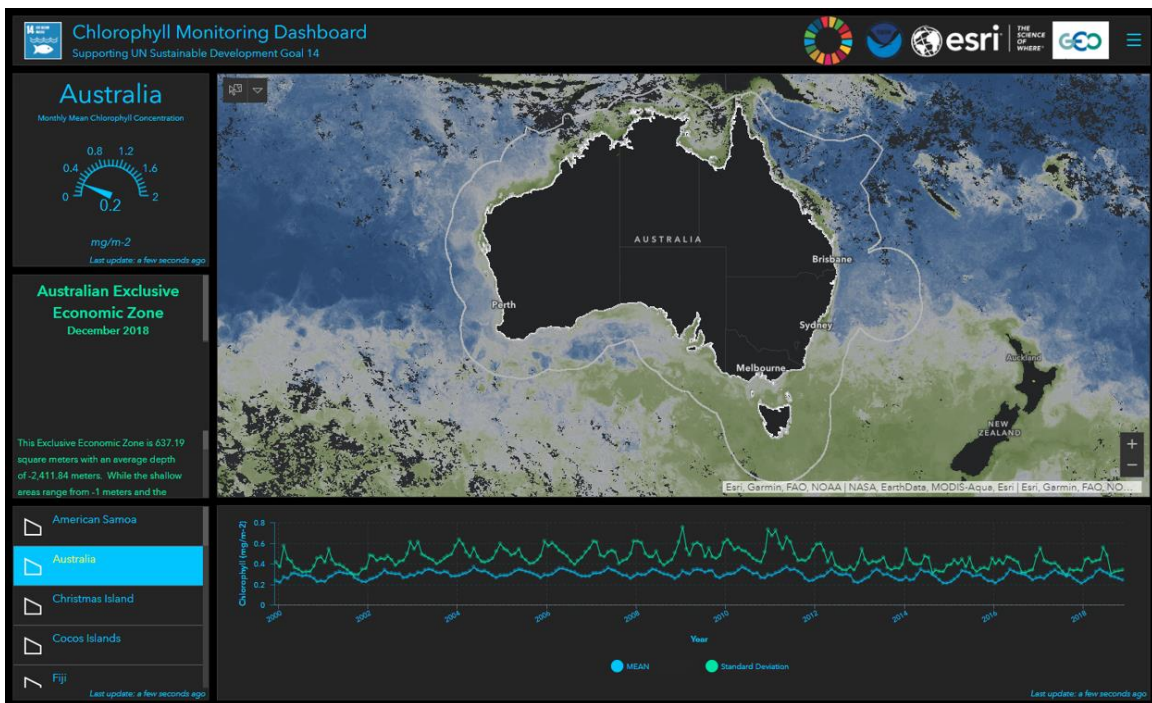 Chlorophyll Monitoring Dashboard
Supporting UN Sustainable Development Goal 14
14
esri
THE
SCIENCE
OF
WHERE
GEO
Australia
Monthly Mean Chlorophyll Concentration
0 0.4 0.8 1.2 1.6 2
0.2
mg/m-2
Last update: a few seconds ago
Australian Exclusive
Economic Zone
December 2018
This Exclusive Economic Zone is 637.19
square meters with an average depth
of -2,411.84 meters. While the shallow
areas range from -1 meters and the
American Samoa
Australia
Christmas Island
Cocos Islands
Fiji
Last update: a few seconds ago
AUSTRALIA
Brisbane
Perth
Sydney
Melbourne
Auckland
NEW
ZEALAND
+
−
Esri, Garmin, FAO, NOAA | NASA, EarthData, MODIS-Aqua, Esri | Esri, Garmin, FAO, NO...
Chlorophyll (mg/m-2)
0.8
0.6
0.4
0.2
0
2000 2002 2004 2006 2008 2010 2012 2014 2016 2018
Year
MEAN Standard Deviation
Last update: a few seconds ago